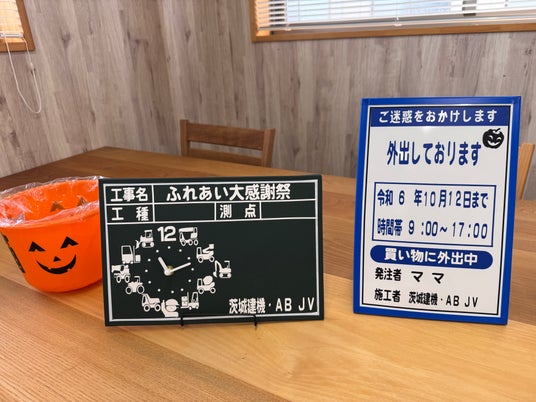 工事名 ふれあい大感謝祭
工種 測点
12
茨城建機・AB JV
ご迷惑をおかけします
外出しております
令和 6 年 10月12日まで
時間帯 9:00~17:00
買い物に外出中
発注者 ママ
施工者 茨城建機・AB JV